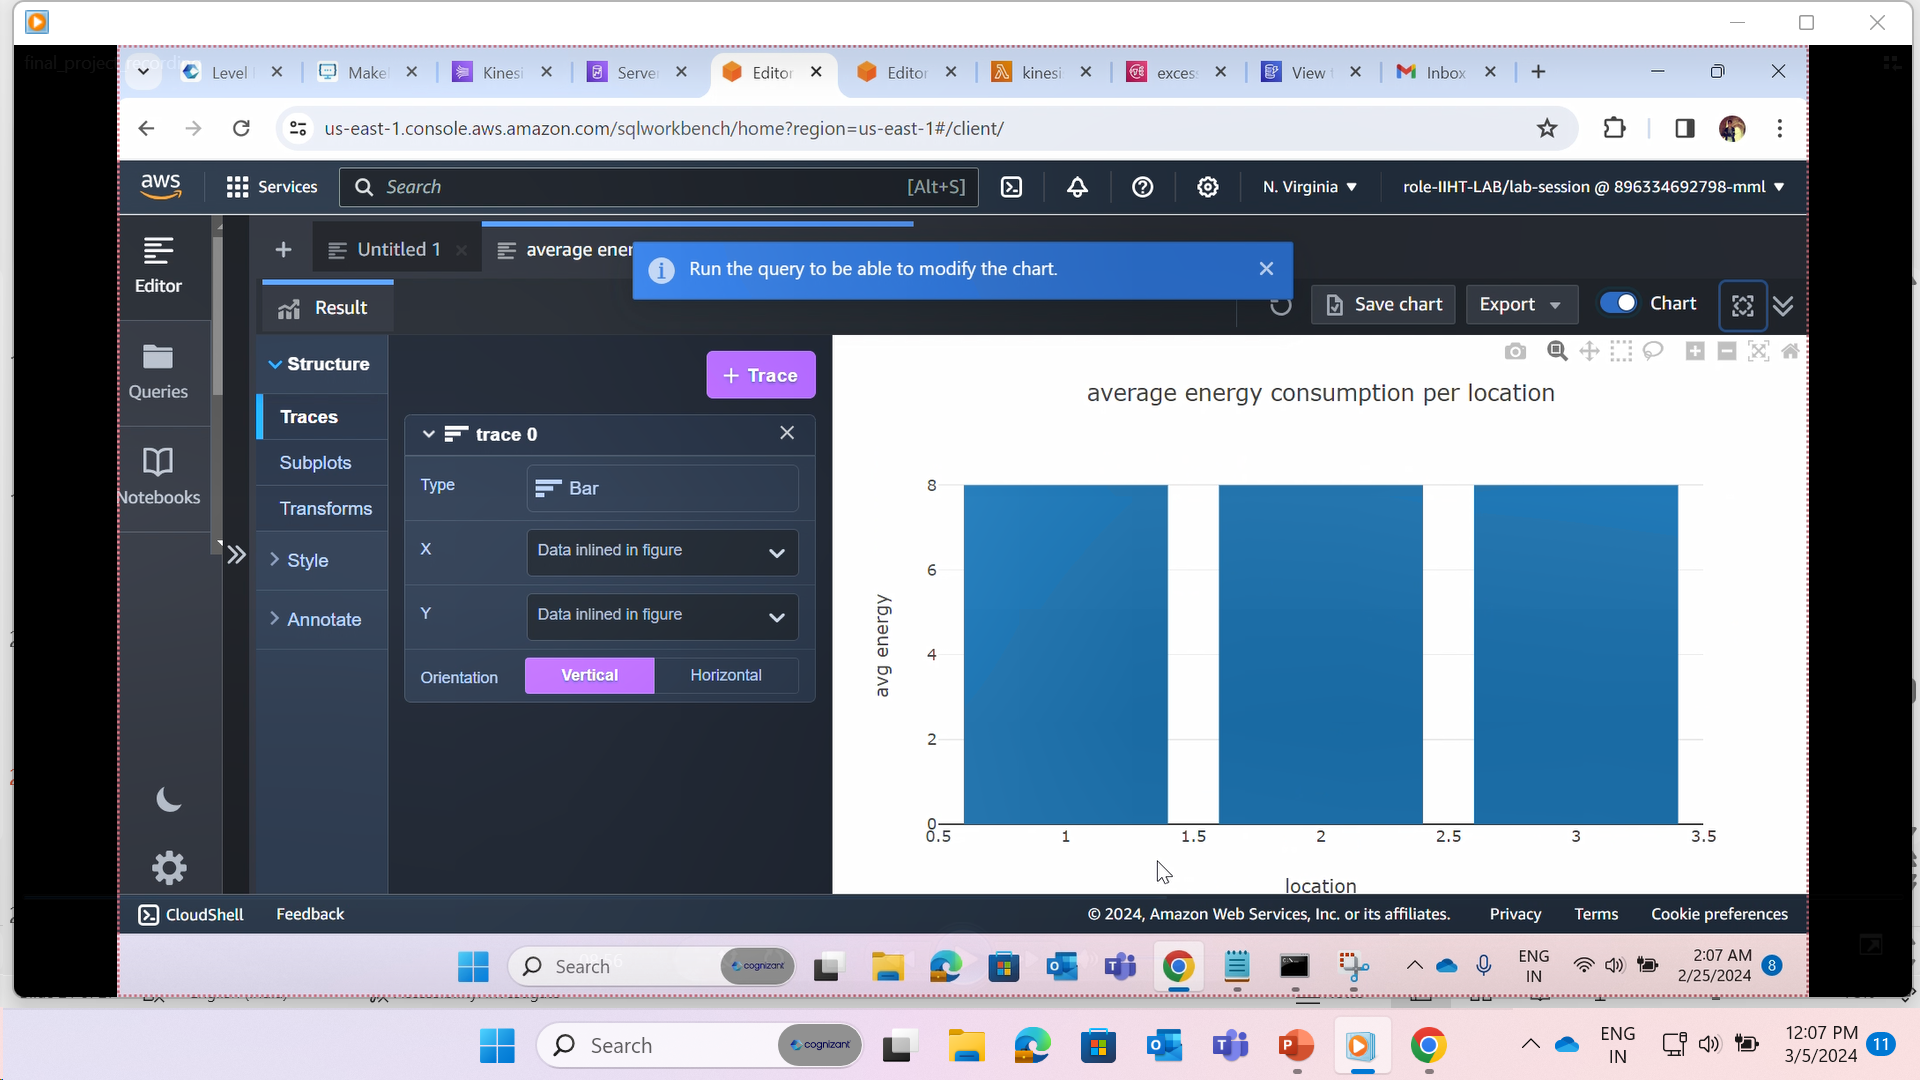 final_project_recording
Level
Make
Kinesi
Server
Editor
Editor
kinesi
exces
View
Inbox
us-east-1.console.aws.amazon.com/sqlworkbench/home?region=us-east-1#/client/
aws
Services
Search
[Alt+S]
N. Virginia
role-IIHT-LAB/lab-session @ 896334692798-mml
Editor
Queries
Notebooks
Untitled 1
average ener
Run the query to be able to modify the chart.
Result
Save chart
Export
Chart
Structure
Traces
Subplots
Transforms
Style
Annotate
+ Trace
trace 0
Type
Bar
X
Data inlined in figure
Y
Data inlined in figure
Orientation
Vertical
Horizontal
average energy consumption per location
8
6
4
2
0
avg energy
0.5
1
1.5
2
2.5
3
3.5
location
CloudShell
Feedback
© 2024, Amazon Web Services, Inc. or its affiliates.
Privacy
Terms
Cookie preferences
Search
cognizant
ENG
IN
2:07 AM
2/25/2024
8
Search
cognizant
ENG
IN
12:07 PM
3/5/2024
11